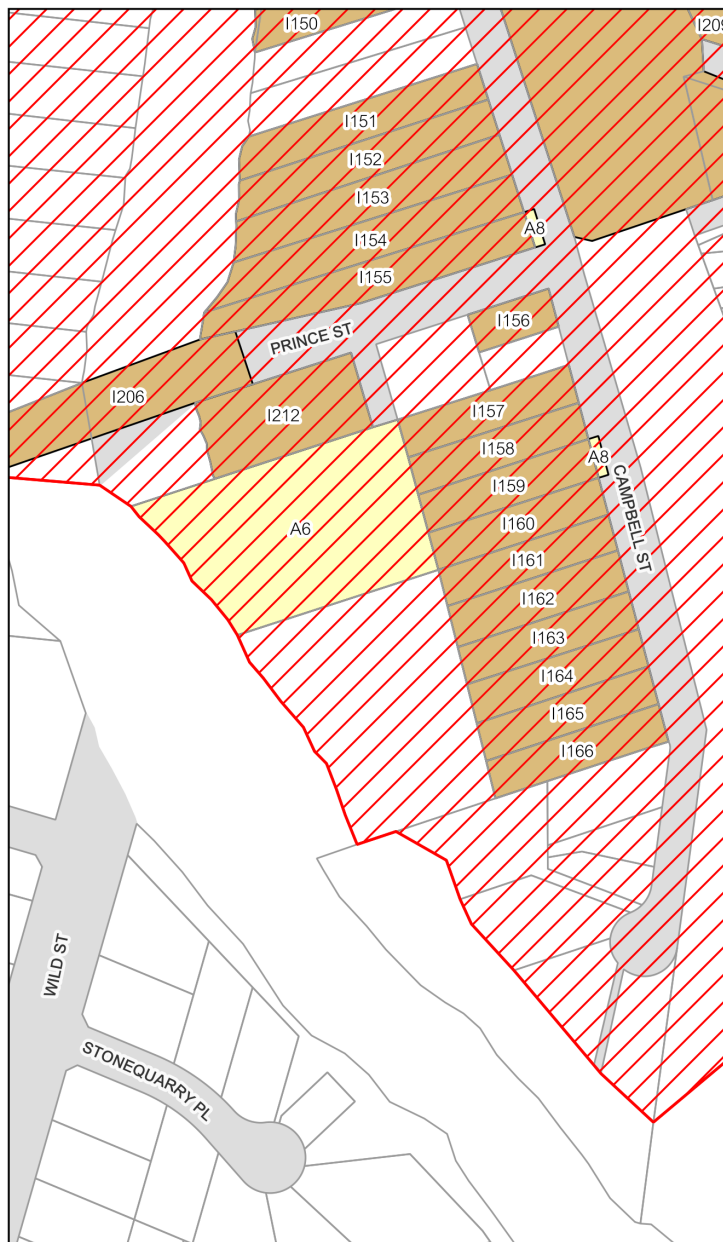 I150
I209
I151
I152
I153
A8
I154
I155
I156
PRINCE ST
I206
I212
I157
I158
A8
I159
CAMPBELL ST
I160
A6
I161
I162
I163
I164
I165
I166
WILD ST
STONEQUARRY PL